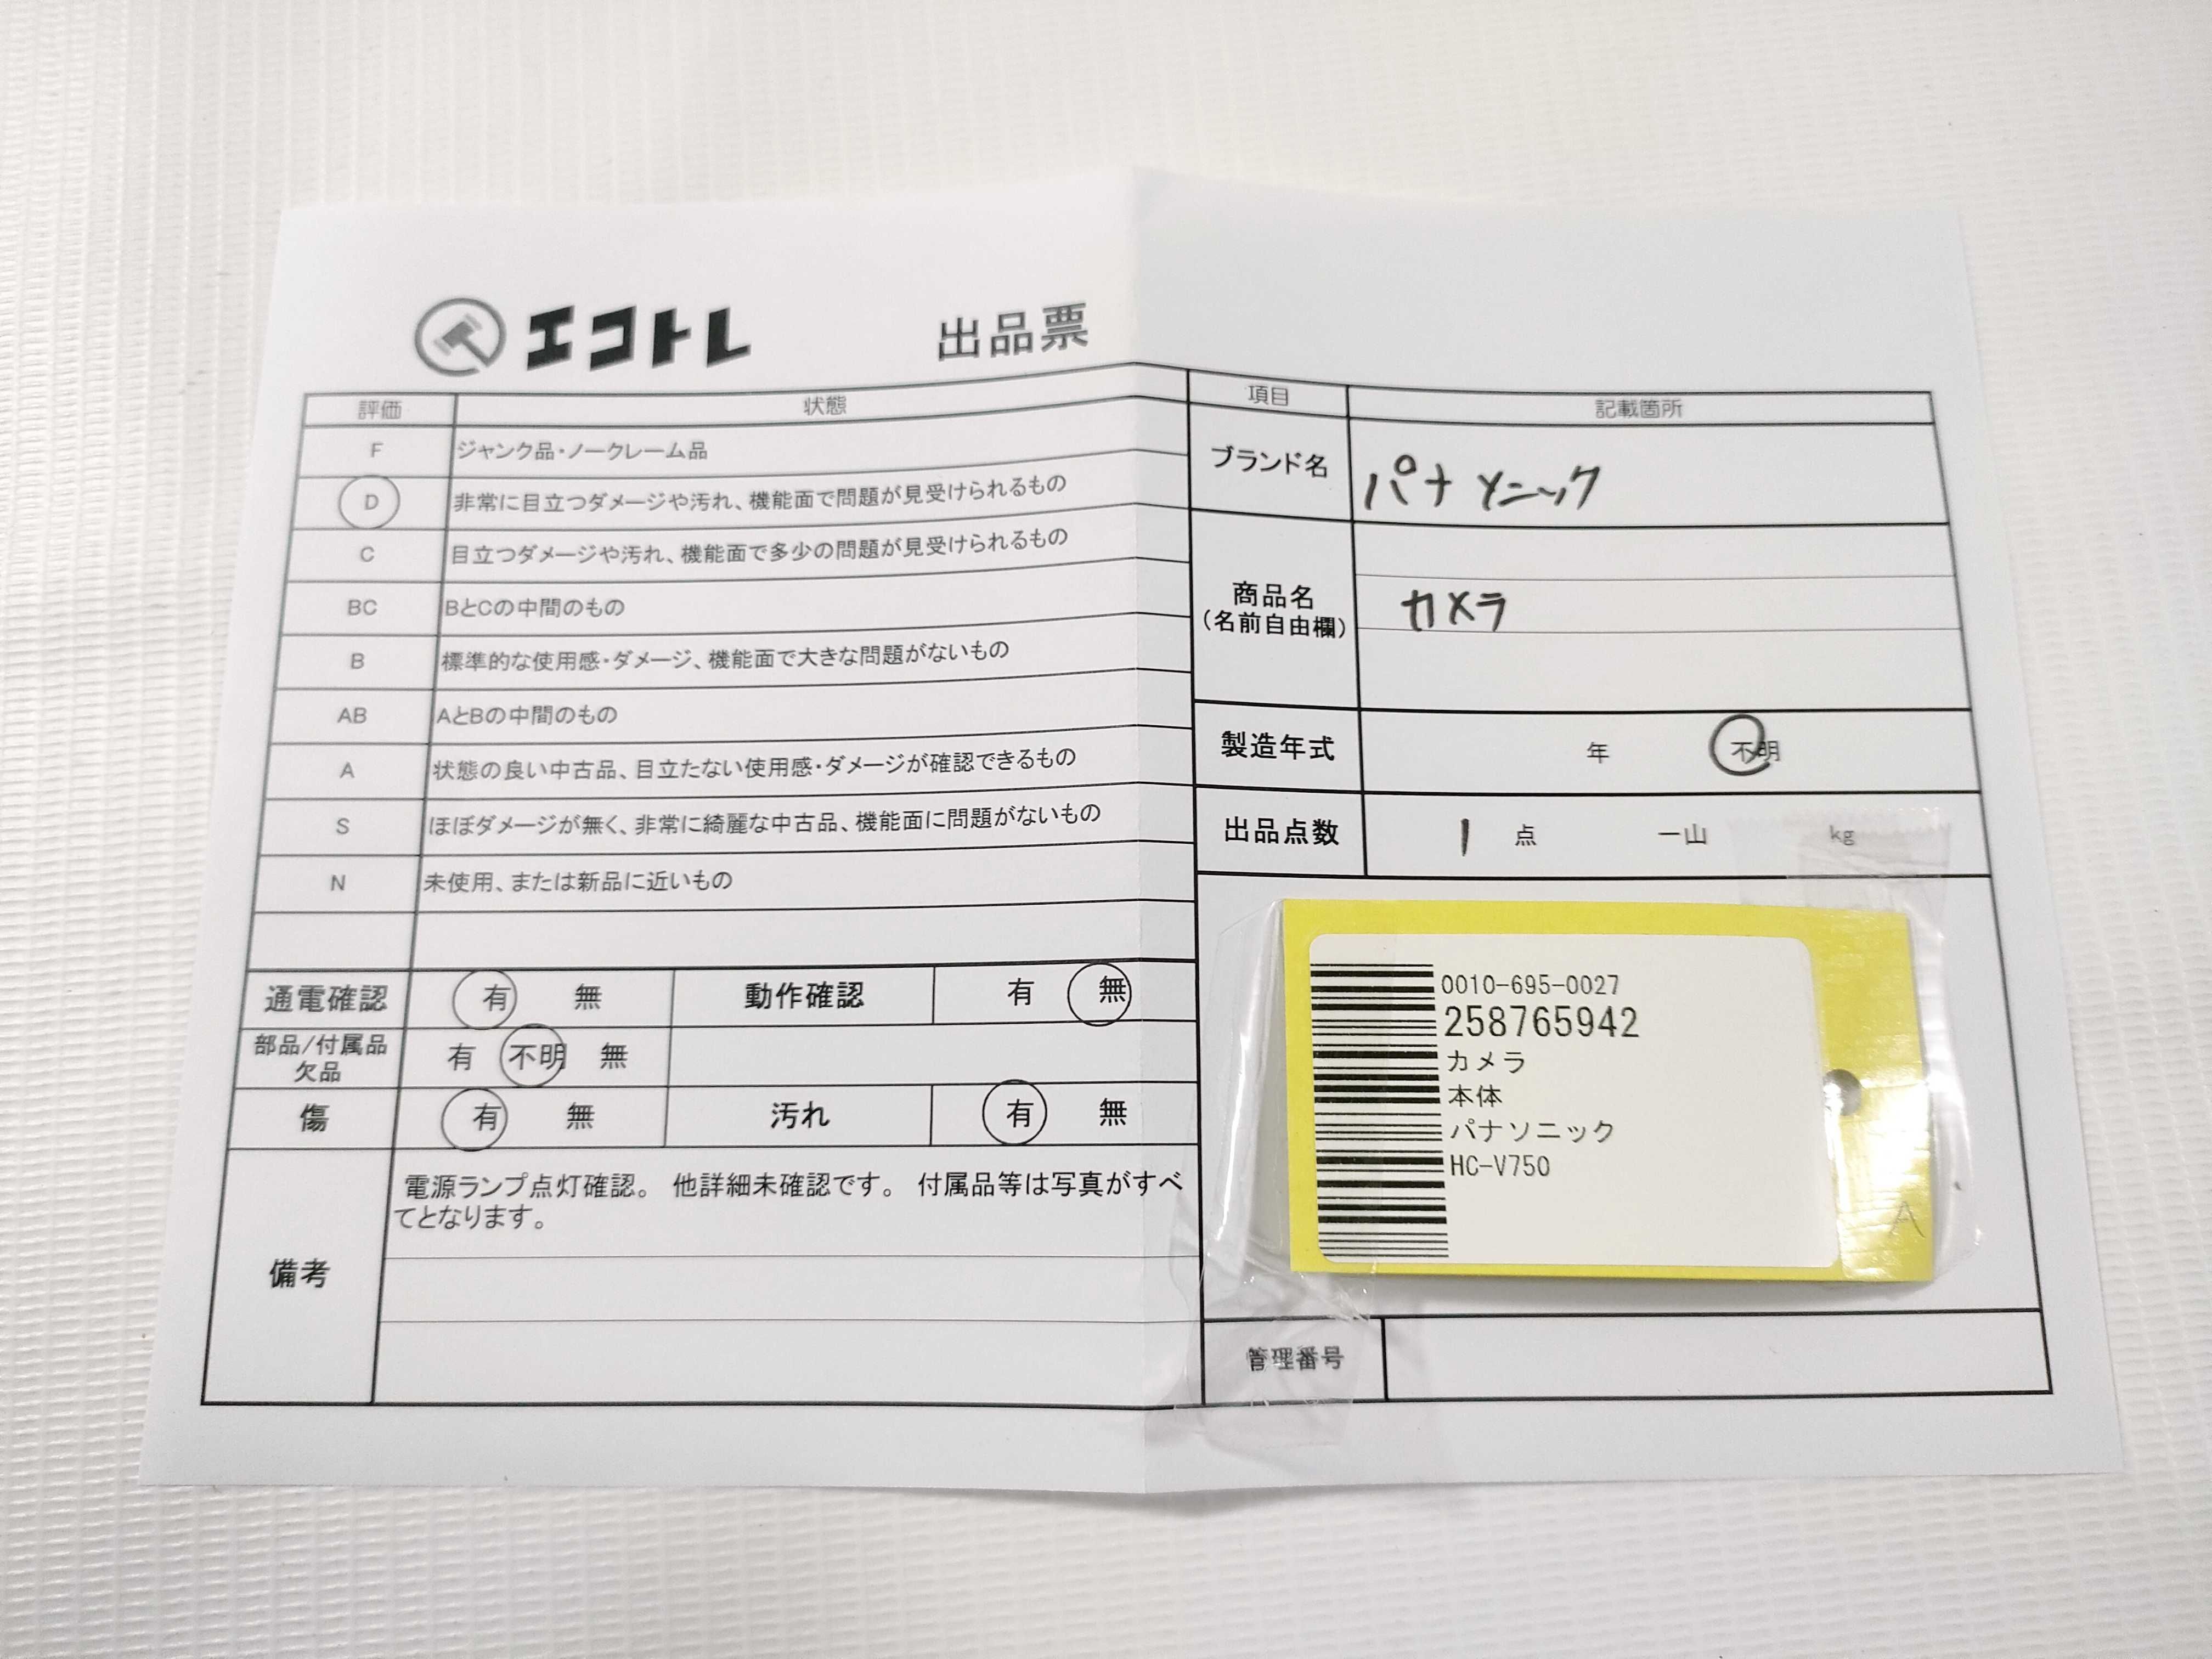 エコトレ 出品票
評価 状態
F ジャンク品・ノークレーム品
D 非常に目立つダメージや汚れ、機能面で問題が見受けられるもの
C 目立つダメージや汚れ、機能面で多少の問題が見受けられるもの
BC BとCの中間のもの
B 標準的な使用感・ダメージ、機能面で大きな問題がないもの
AB AとBの中間のもの
A 状態の良い中古品、目立たない使用感・ダメージが確認できるもの
S ほぼダメージが無く、非常に綺麗な中古品、機能面に問題がないもの
N 未使用、または新品に近いもの
通電確認 有 無 動作確認 有 無
部品/付属品
欠品 有 不明 無
傷 有 無 汚れ 有 無
備考
電源ランプ点灯確認。 他詳細未確認です。 付属品等は写真がすべ
てとなります。
項目 記載箇所
ブランド名 パナソニック
商品名
(名前自由欄)
カメラ
製造年式 年 不明
出品点数 1 点 一山 kg
0010-695-0027
258765942
カメラ
本体
パナソニック
HC-V750
A
管理番号